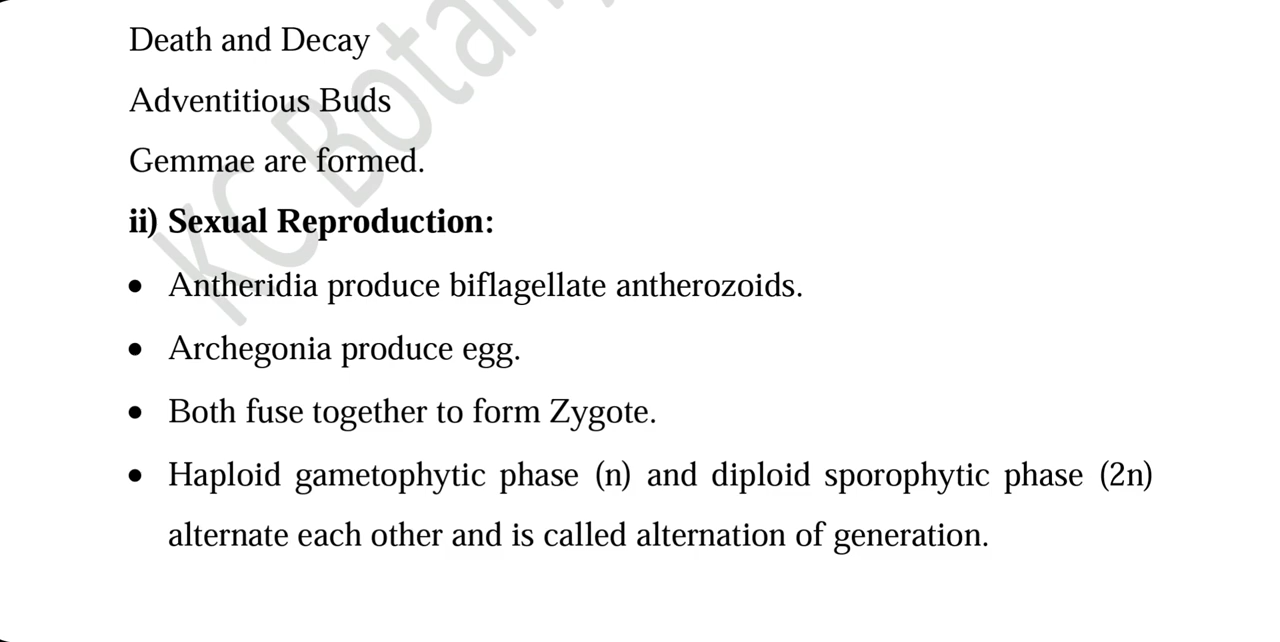 Death and Decay
Adventitious Buds
Gemmae are formed.
ii) Sexual Reproduction:
• Antheridia produce biflagellate antherozoids.
• Archegonia produce egg.
• Both fuse together to form Zygote.
• Haploid gametophytic phase (n) and diploid sporophytic phase (2n)
alternate each other and is called alternation of generation.
KC Botany